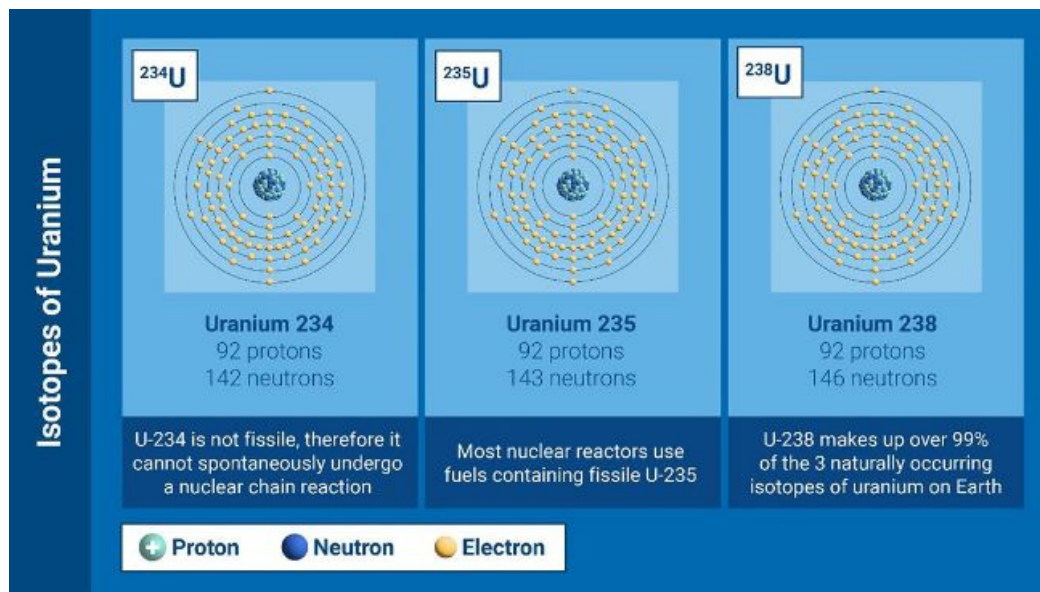 Isotopes of Uranium
²³⁴U
Uranium 234
92 protons
142 neutrons
U-234 is not fissile, therefore it
cannot spontaneously undergo
a nuclear chain reaction
²³⁵U
Uranium 235
92 protons
143 neutrons
Most nuclear reactors use
fuels containing fissile U-235
²³⁸U
Uranium 238
92 protons
146 neutrons
U-238 makes up over 99%
of the 3 naturally occurring
isotopes of uranium on Earth
+ Proton Neutron Electron